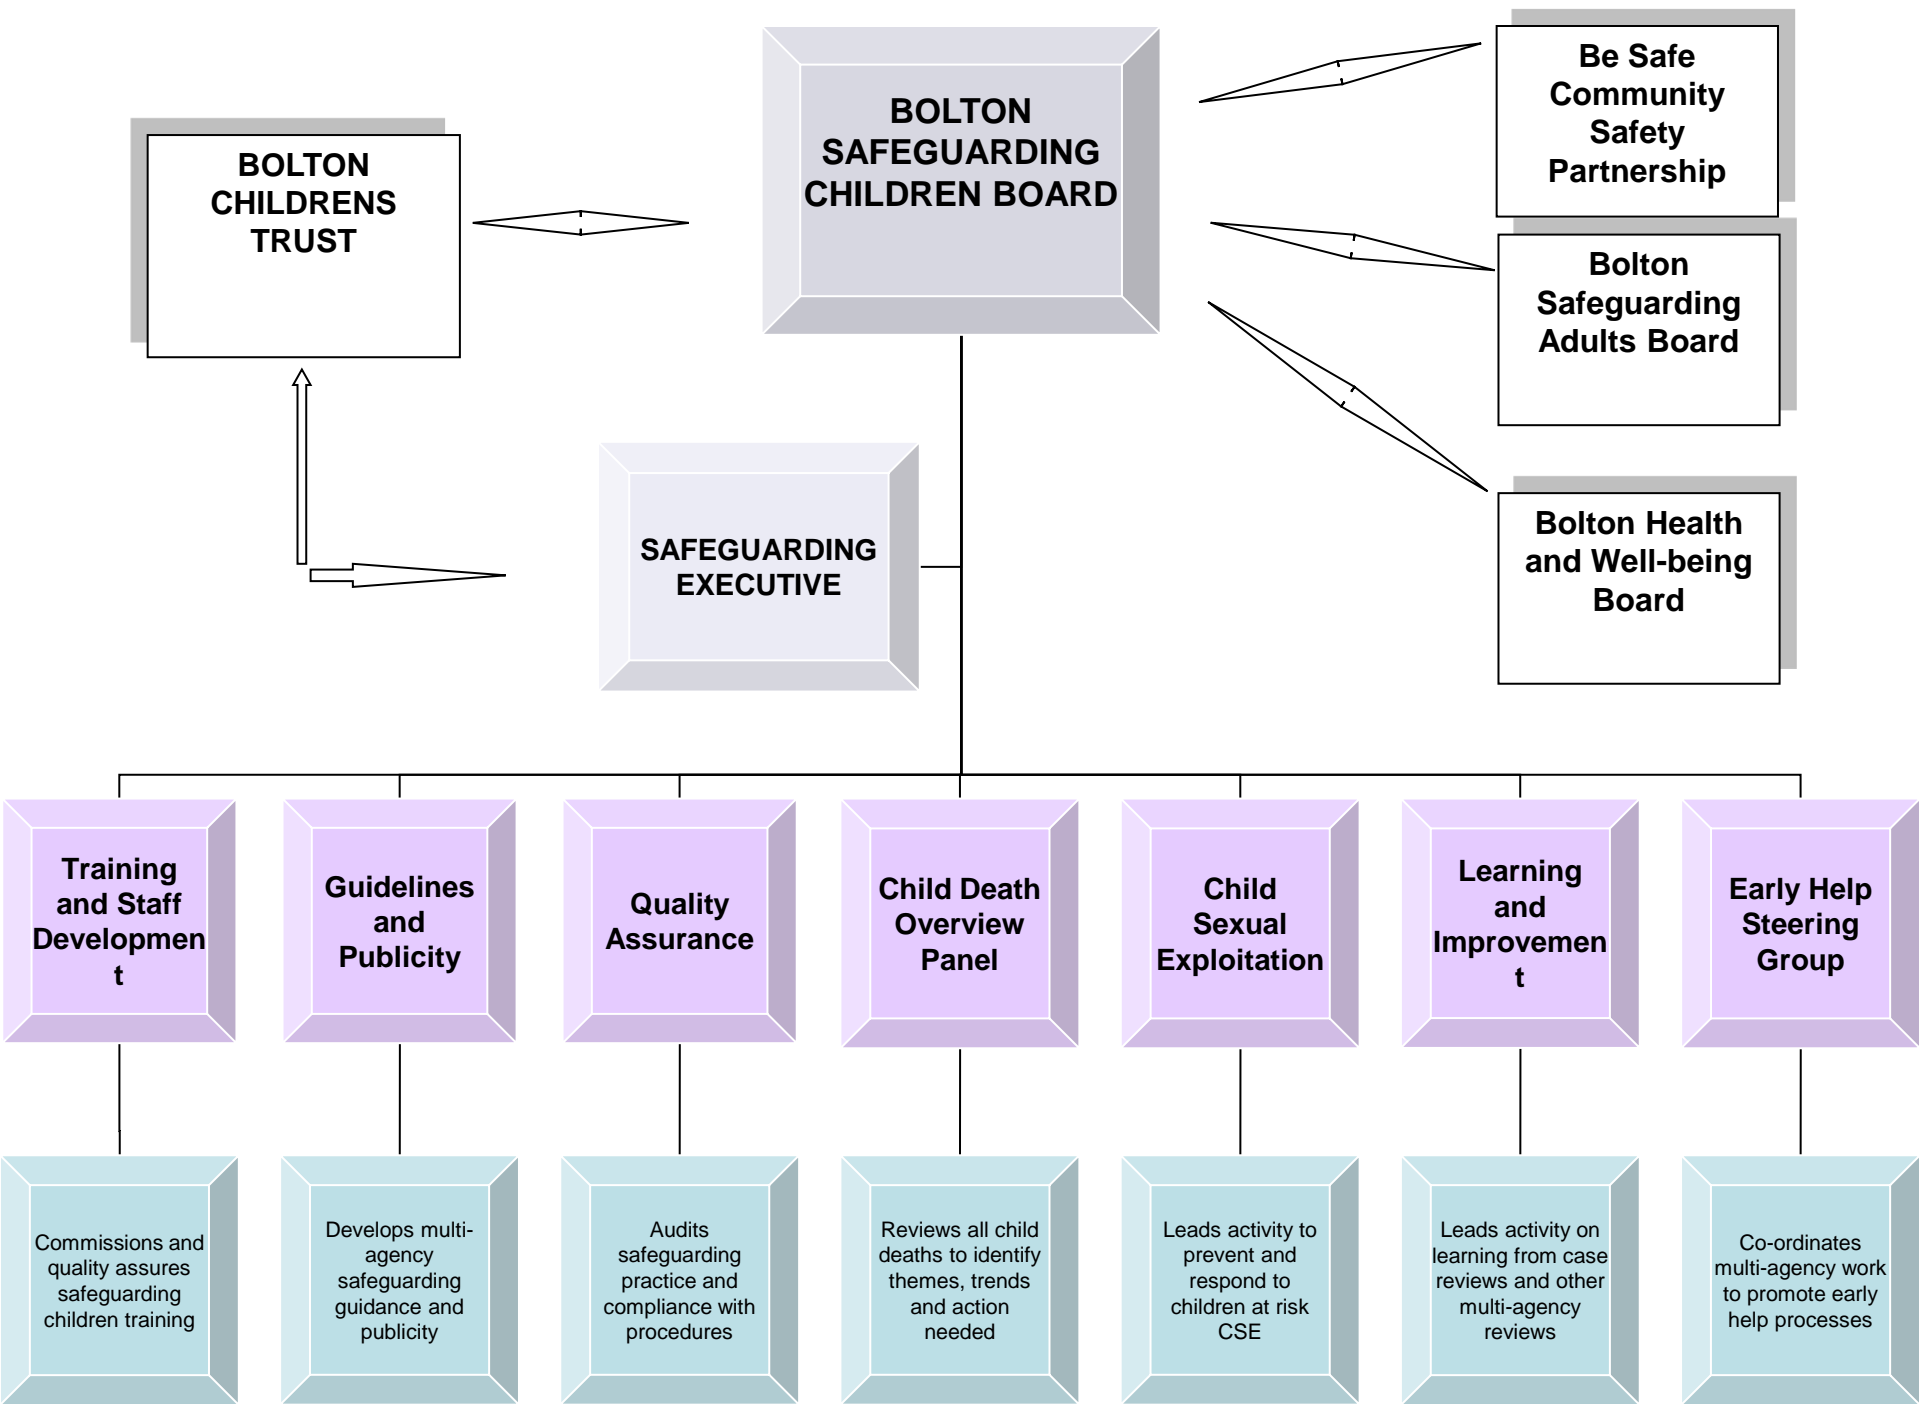 BOLTON
SAFEGUARDING
CHILDREN BOARD
Be Safe
Community
Safety
Partnership
BOLTON
CHILDRENS
TRUST
Bolton
Safeguarding
Adults Board
SAFEGUARDING
EXECUTIVE
Bolton Health
and Well-being
Board
Training
and Staff
Developmen
t
Guidelines
and
Publicity
Quality
Assurance
Child Death
Overview
Panel
Child
Sexual
Exploitation
Learning
and
Improvemen
t
Early Help
Steering
Group
Commissions and
quality assures
safeguarding
children training
Develops multi-
agency
safeguarding
guidance and
publicity
Audits
safeguarding
practice and
compliance with
procedures
Reviews all child
deaths to identify
themes, trends
and action
needed
Leads activity to
prevent and
respond to
children at risk
CSE
Leads activity on
learning from case
reviews and other
multi-agency
reviews
Co-ordinates
multi-agency work
to promote early
help processes